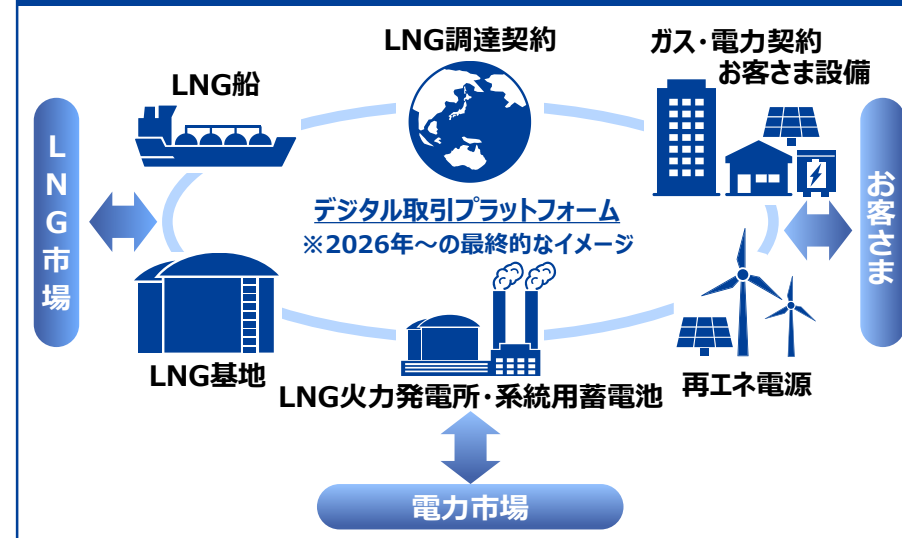 LNG調達契約
ガス・電力契約
お客さま設備
LNG船
LNG市場
お客さま
デジタル取引プラットフォーム
※2026年~の最終的なイメージ
LNG基地
LNG火力発電所・系統用蓄電池
再エネ電源
電力市場